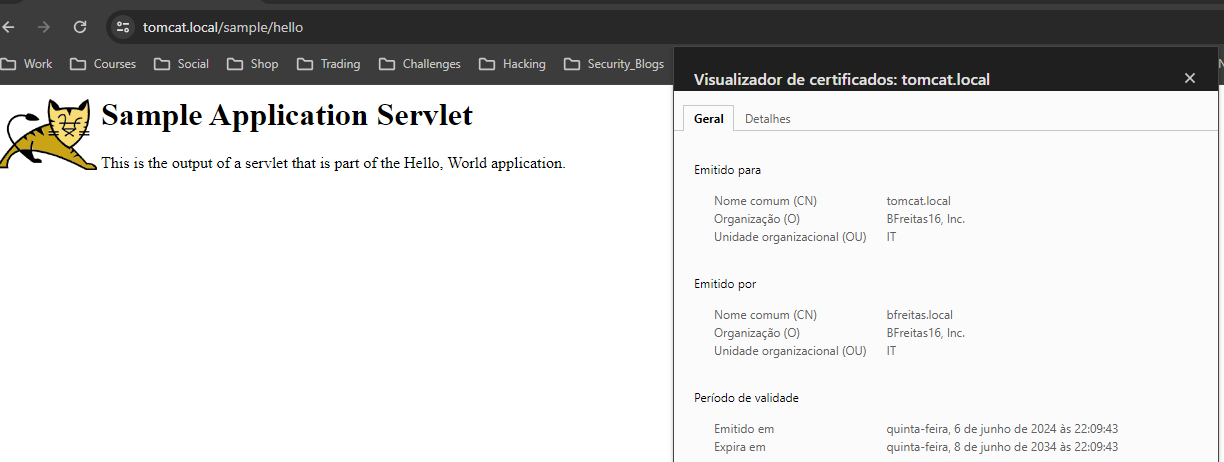 tomcat.local/sample/hello
Work Courses Social Shop Trading Challenges Hacking Security_Blogs
Sample Application Servlet
This is the output of a servlet that is part of the Hello, World application.
Visualizador de certificados: tomcat.local
Geral Detalhes
Emitido para
Nome comum (CN) tomcat.local
Organização (O) BFreitas16, Inc.
Unidade organizacional (OU) IT
Emitido por
Nome comum (CN) bfreitas.local
Organização (O) BFreitas16, Inc.
Unidade organizacional (OU) IT
Período de validade
Emitido em quinta-feira, 6 de junho de 2024 às 22:09:43
Expira em quinta-feira, 8 de junho de 2034 às 22:09:43